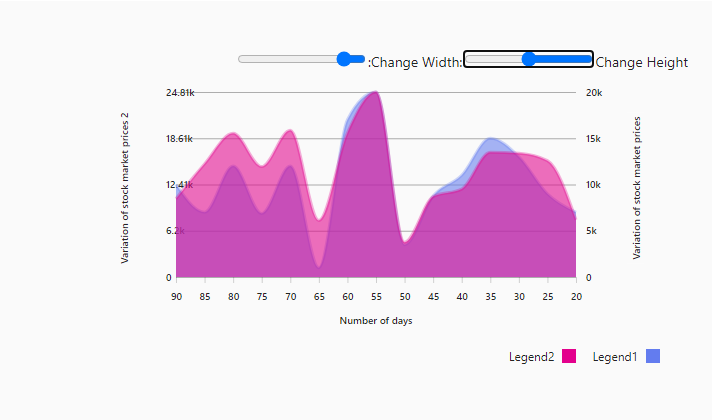 :Change Width:
Change Height
24.81k
18.61k
12.41k
6.2k
0
Variation of stock market prices 2
20k
15k
10k
5k
0
Variation of stock market prices
90 85 80 75 70 65 60 55 50 45 40 35 30 25 20
Number of days
Legend2 Legend1